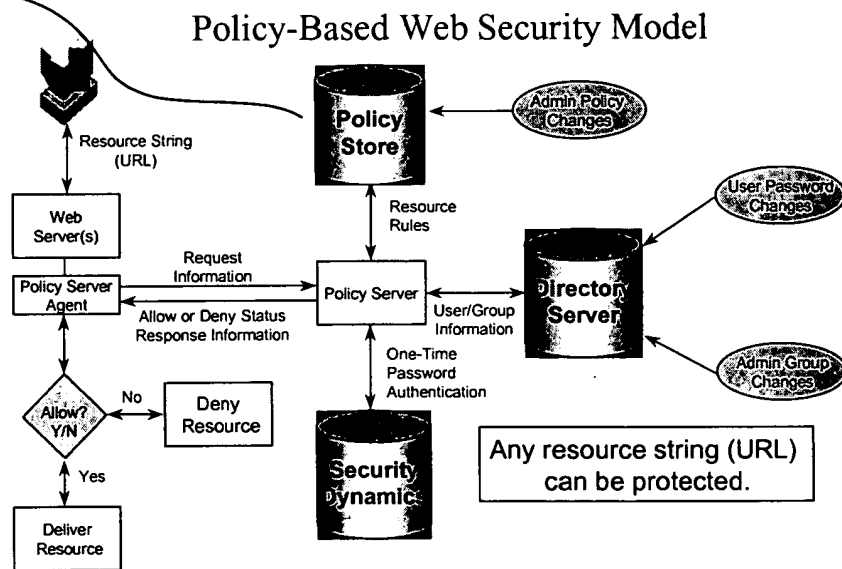 Policy-Based Web Security Model
Policy
Store
Admin Policy
Changes
Resource String
(URL)
User Password
Changes
Web
Server(s)
Resource
Rules
Request
Information
Policy Server
Agent
Policy Server
Directory
Server
Allow or Deny Status
Response Information
User/Group
Information
One-Time
Password
Authentication
Admin Group
Changes
Allow?
Y/N
No
Deny
Resource
Security
Dynamics
Any resource string (URL)
can be protected.
Yes
Deliver
Resource